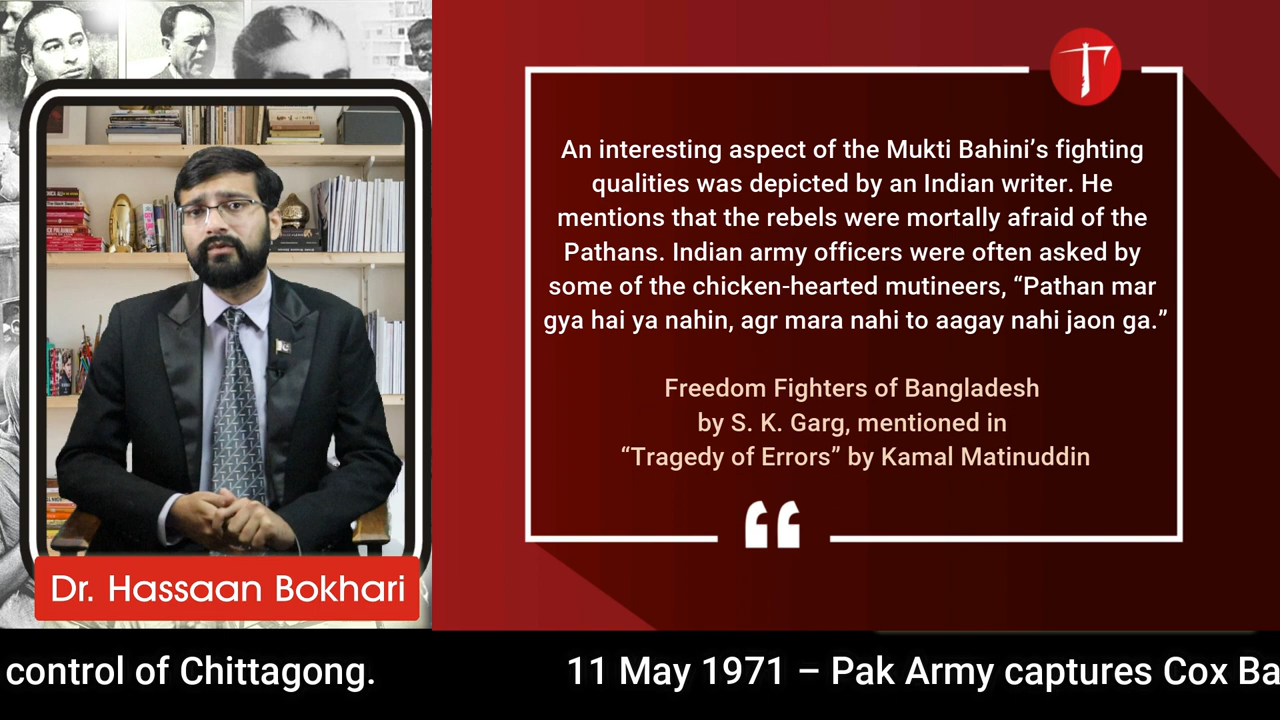 An interesting aspect of the Mukti Bahini’s fighting
qualities was depicted by an Indian writer. He
mentions that the rebels were mortally afraid of the
Pathans. Indian army officers were often asked by
some of the chicken-hearted mutineers, “Pathan mar
gya hai ya nahin, agr mara nahi to aagay nahi jaon ga.”
Freedom Fighters of Bangladesh
by S. K. Garg, mentioned in
“Tragedy of Errors” by Kamal Matinuddin
Dr. Hassaan Bokhari
control of Chittagong.
11 May 1971 – Pak Army captures Cox Ba